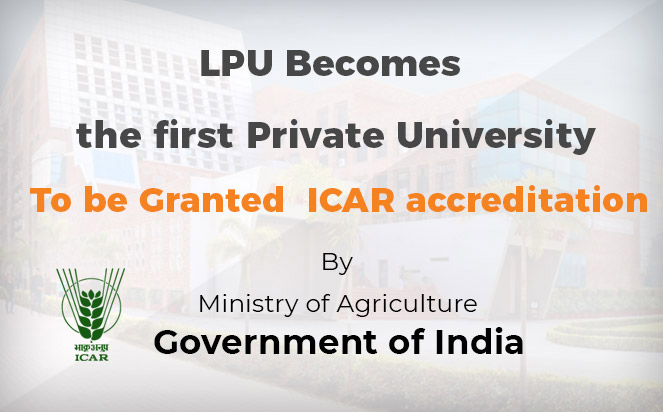 LPU Becomes
the first Private University
To be Granted ICAR accreditation
By
Ministry of Agriculture
Government of India
भाकृअनुप
ICAR